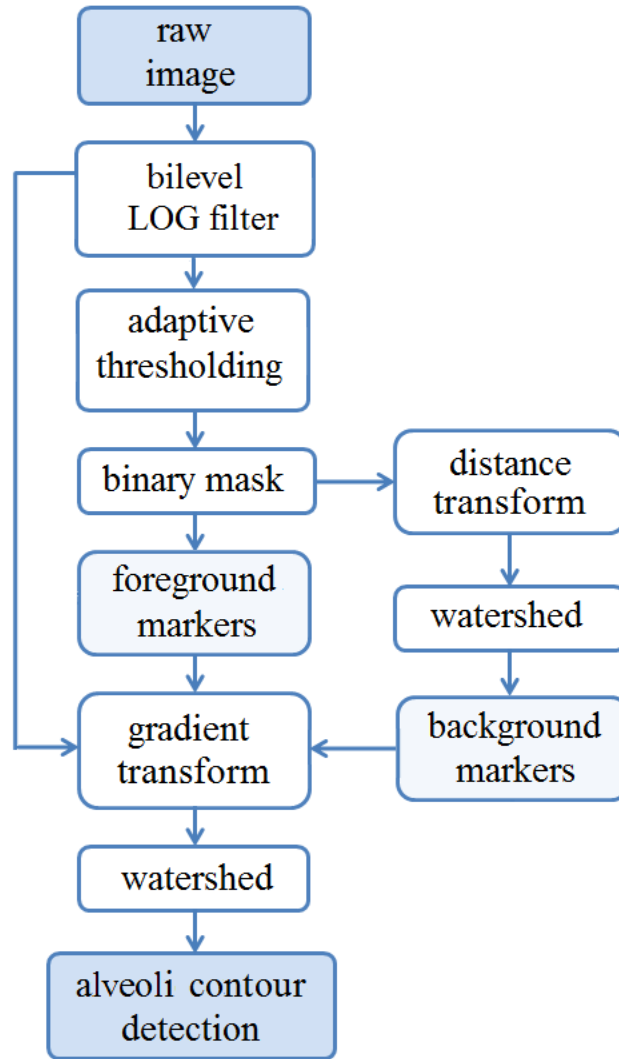 raw
image
bilevel
LOG filter
adaptive
thresholding
binary mask
distance
transform
foreground
markers
watershed
gradient
transform
background
markers
watershed
alveoli contour
detection